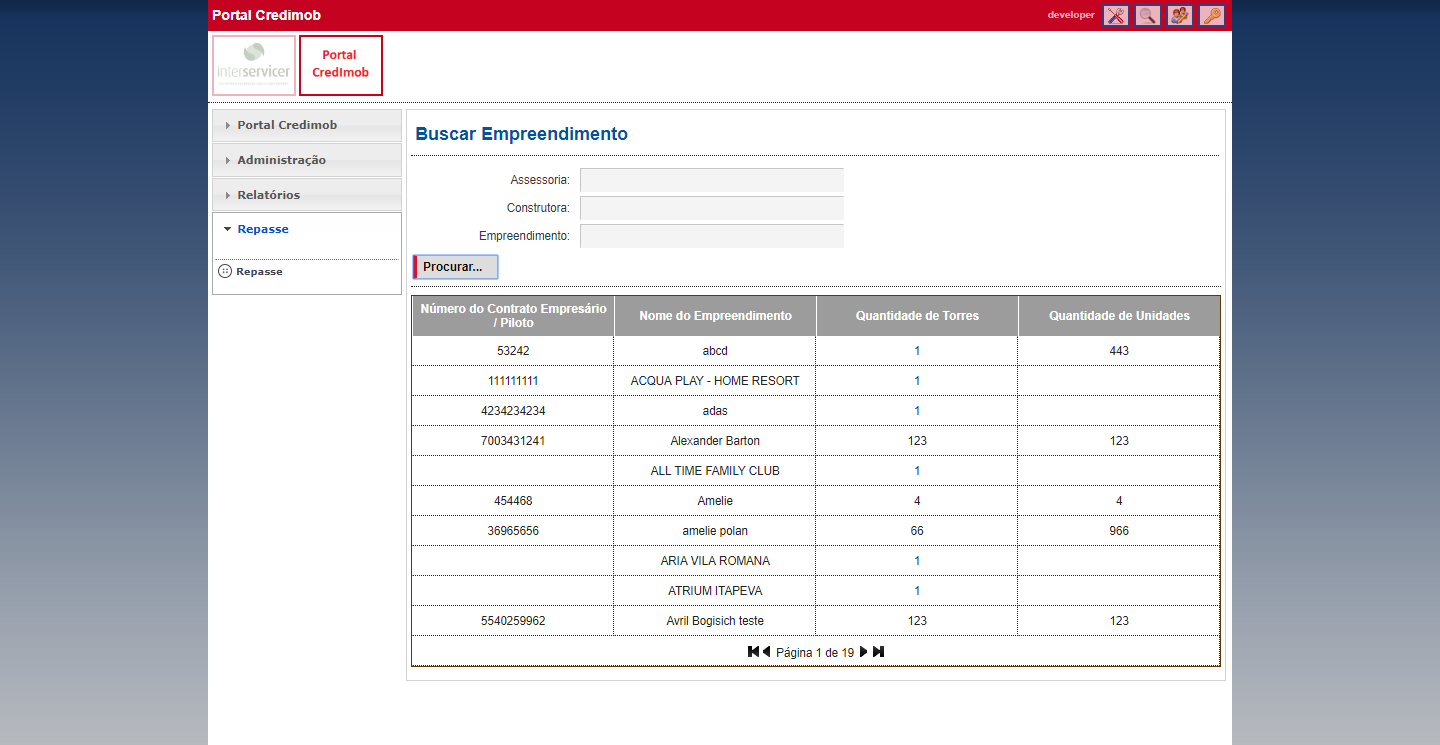 Portal Credimob
developer
interservicer
Portal
CredImob
Portal Credimob
Administração
Relatórios
Repasse
Repasse
Buscar Empreendimento
Assessoria:
Construtora:
Empreendimento:
Procurar...
Número do Contrato Empresário / Piloto Nome do Empreendimento Quantidade de Torres Quantidade de Unidades
53242 abcd 1 443
111111111 ACQUA PLAY - HOME RESORT 1
4234234234 adas 1
7003431241 Alexander Barton 123 123
ALL TIME FAMILY CLUB 1
454468 Amelie 4 4
36965656 amelie polan 66 966
ARIA VILA ROMANA 1
ATRIUM ITAPEVA 1
5540259962 Avril Bogisich teste 123 123
Página 1 de 19